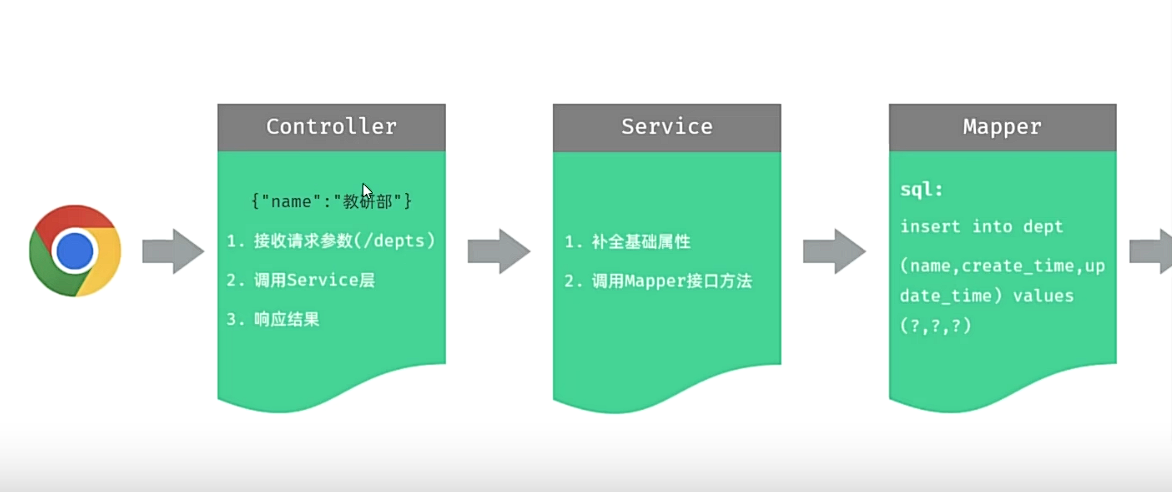 Controller
{"name":"教研部"}
1. 接收请求参数(/depts)
2. 调用Service层
3. 响应结果
Service
1. 补全基础属性
2. 调用Mapper接口方法
Mapper
sql:
insert into dept
(name,create_time,up
date_time) values
(?,?,?)